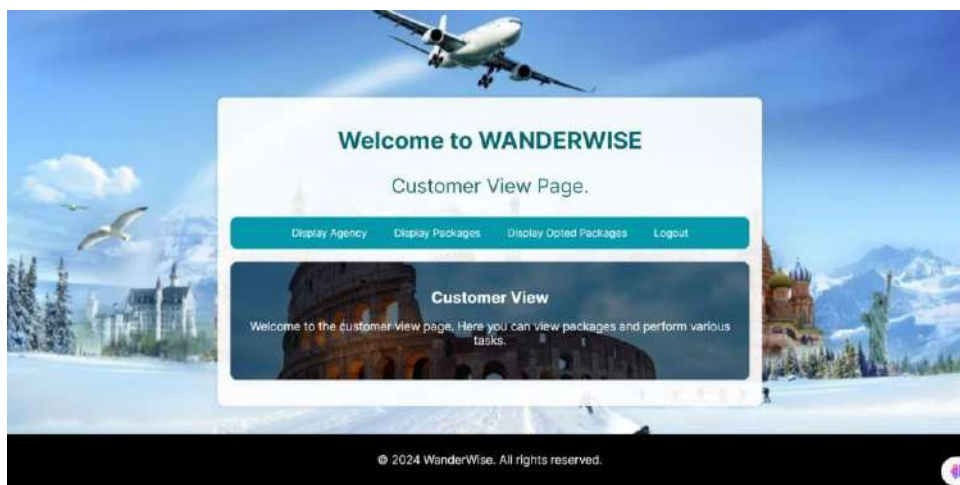 Welcome to WANDERWISE
Customer View Page.
Display Agency Display Packages Display Opted Packages Logout
Customer View
Welcome to the customer view page. Here you can view packages and perform various
tasks.
© 2024 WanderWise. All rights reserved.